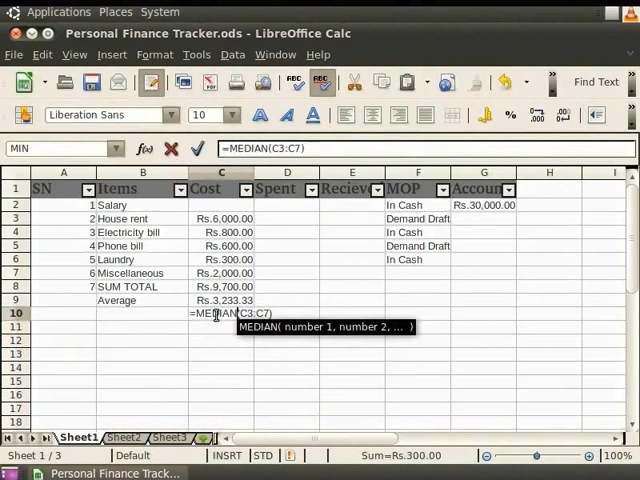 Applications Places System
Personal Finance Tracker.ods - LibreOffice Calc
File Edit View Insert Format Tools Data Window Help
ABC ABC Find Text
Liberation Sans 10 A A A % 0.00 0.00
MIN =MEDIAN(C3:C7)
A B C D E F G H I
1 SN Items Cost Spent Recieve MOP Accoun
2 1 Salary In Cash Rs.30,000.00
3 2 House rent Rs.6,000.00 Demand Draft
4 3 Electricity bill Rs.800.00 In Cash
5 4 Phone bill Rs.600.00 Demand Draft
6 5 Laundry Rs.300.00 In Cash
7 6 Miscellaneous Rs.2,000.00
8 7 SUM TOTAL Rs.9,700.00
9 Average Rs.3,233.33
10 =MEDIAN(C3:C7)
11 MEDIAN( number 1, number 2, ... )
12
13
14
15
16
17
18
Sheet1 Sheet2 Sheet3
Sheet 1 / 3 Default INSRT STD Sum=Rs.300.00 100%
Personal Finance Track...